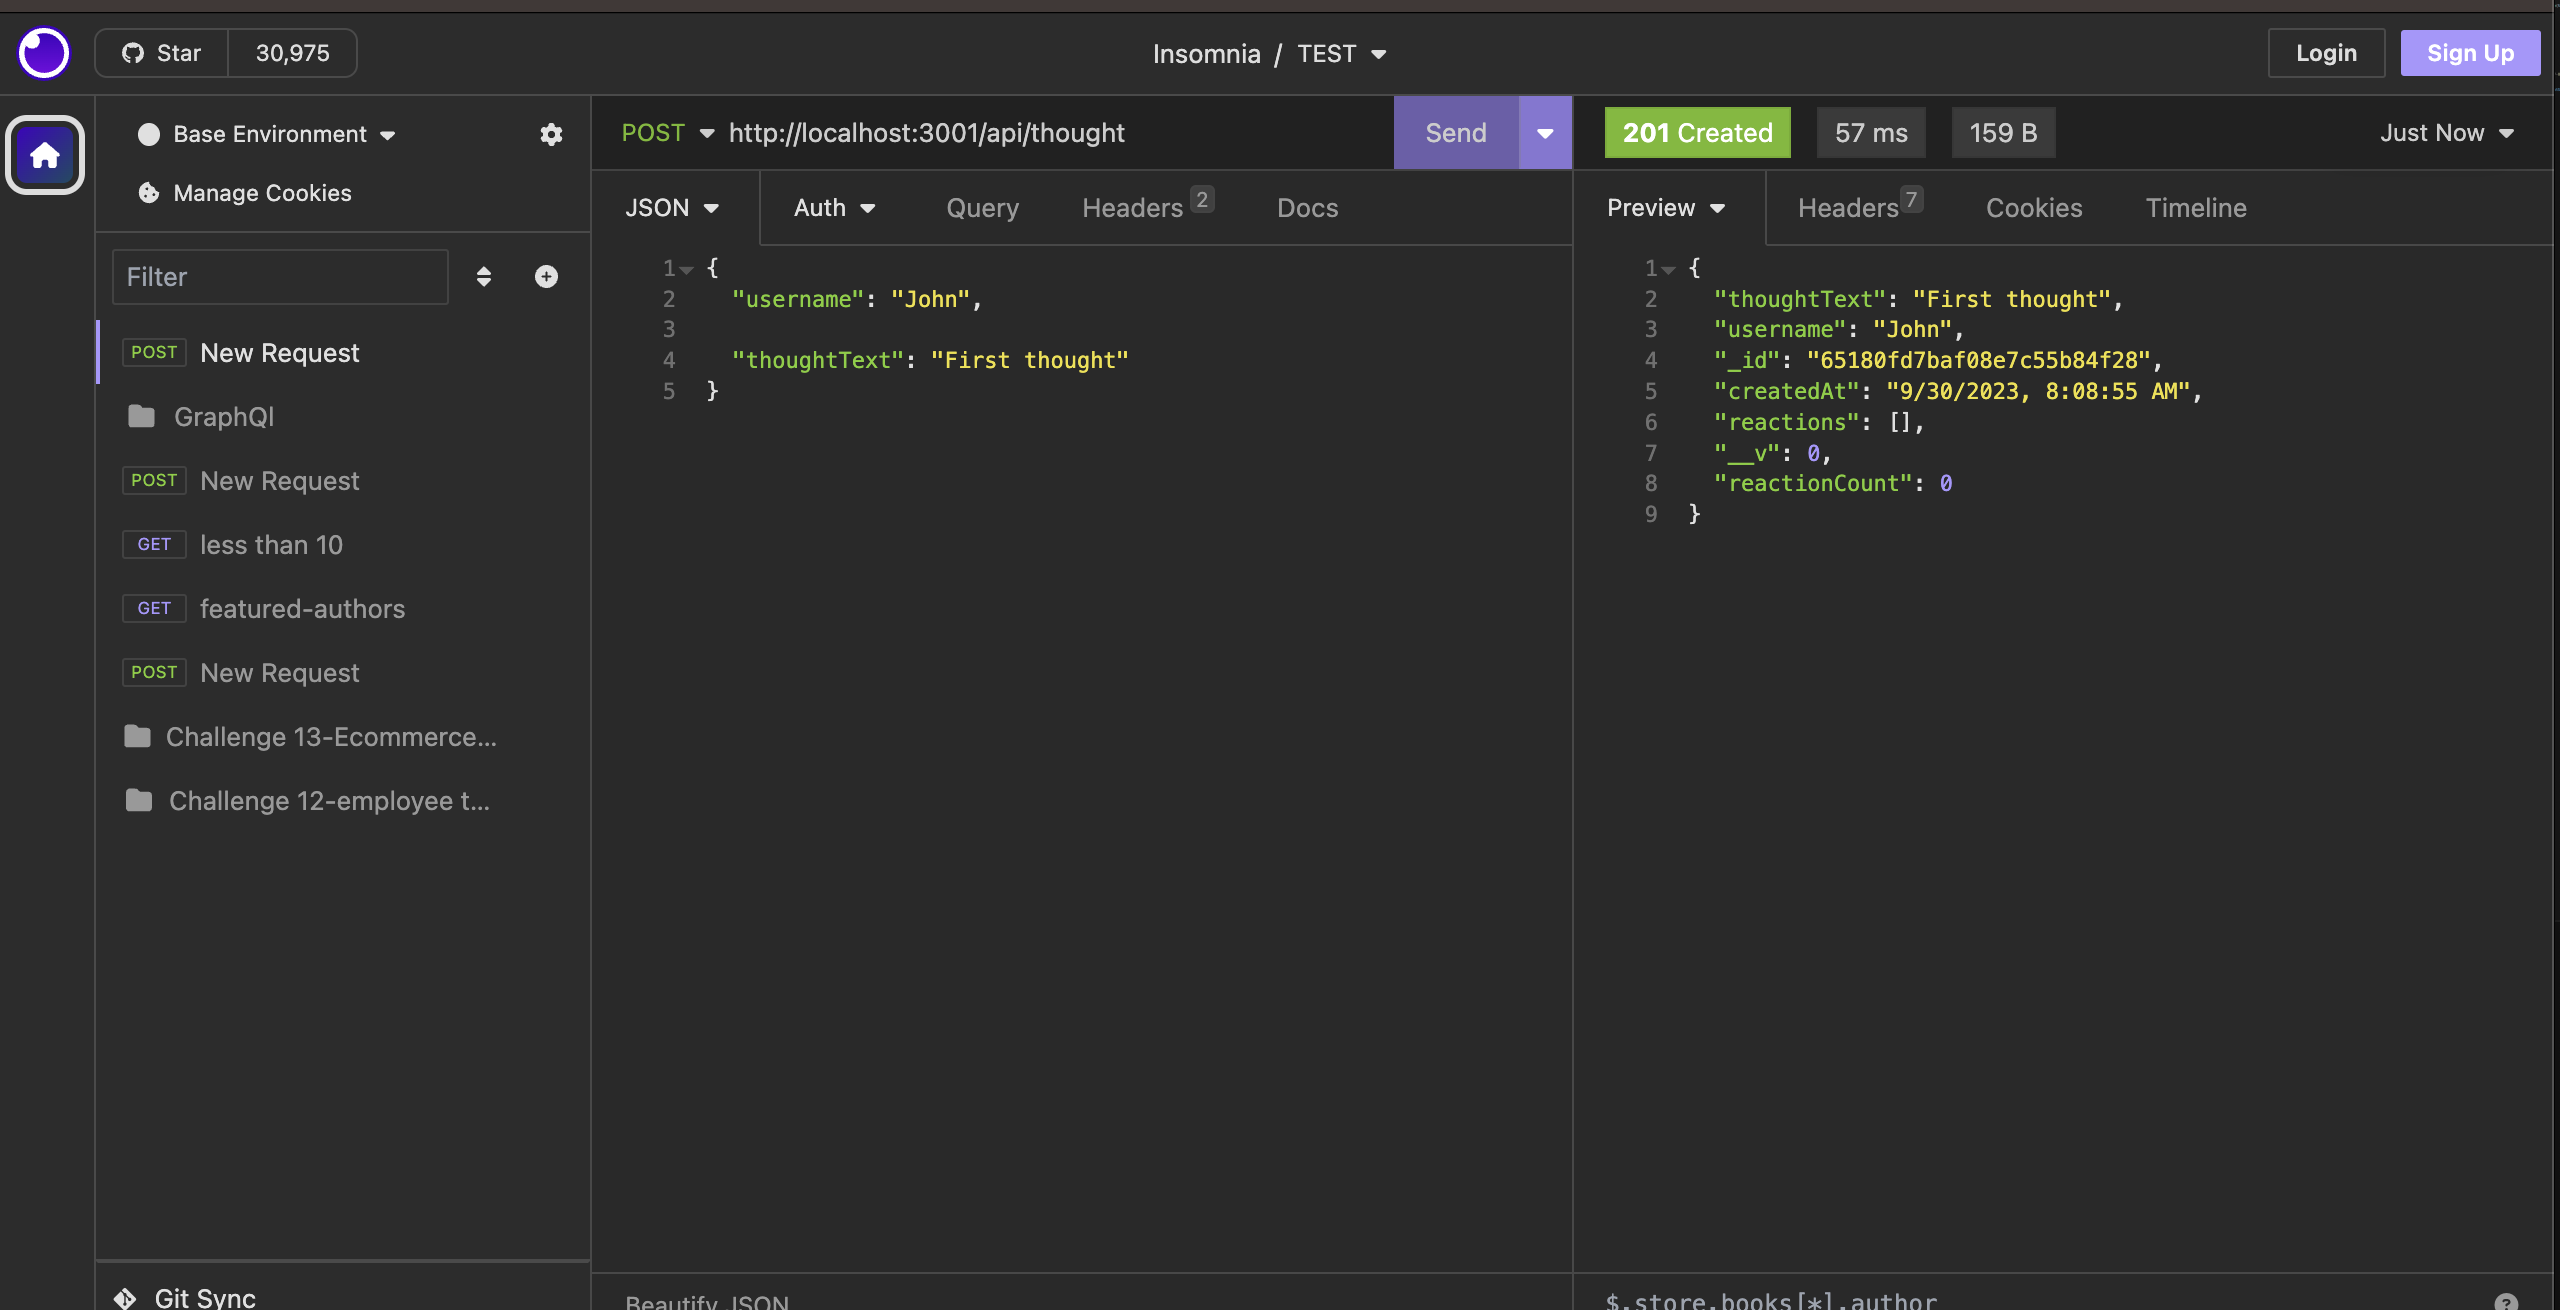 Star 30,975
Insomnia / TEST
Login Sign Up
Base Environment
Manage Cookies
Filter
POST New Request
GraphQl
POST New Request
GET less than 10
GET featured-authors
POST New Request
Challenge 13-Ecommerce...
Challenge 12-employee t...
Git Sync
POST http://localhost:3001/api/thought Send
JSON Auth Query Headers 2 Docs
1 {
2 "username": "John",
3
4 "thoughtText": "First thought"
5 }
Beautify JSON
201 Created 57 ms 159 B Just Now
Preview Headers 7 Cookies Timeline
1 {
2 "thoughtText": "First thought",
3 "username": "John",
4 "_id": "65180fd7baf08e7c55b84f28",
5 "createdAt": "9/30/2023, 8:08:55 AM",
6 "reactions": [],
7 "__v": 0,
8 "reactionCount": 0
9 }
$.store.books[*].author